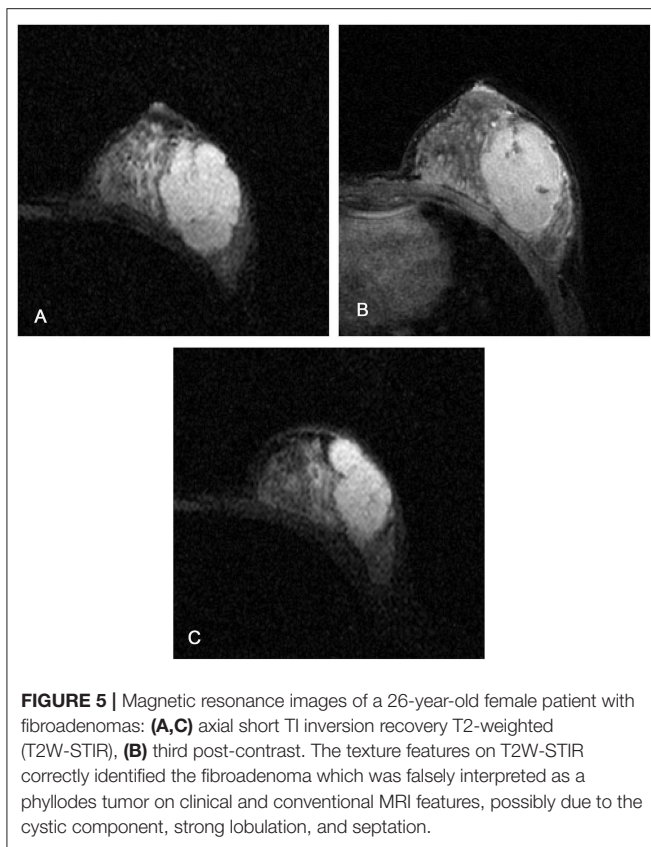 A
B
C
FIGURE 5 | Magnetic resonance images of a 26-year-old female patient with
fibroadenomas: (A,C) axial short TI inversion recovery T2-weighted
(T2W-STIR), (B) third post-contrast. The texture features on T2W-STIR
correctly identified the fibroadenoma which was falsely interpreted as a
phyllodes tumor on clinical and conventional MRI features, possibly due to the
cystic component, strong lobulation, and septation.